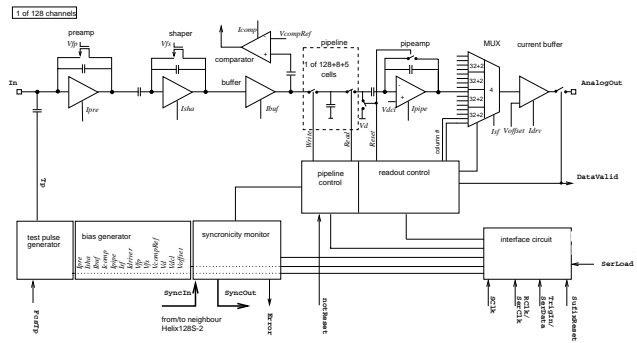 1 of 128 channels
preamp
Vfp
shaper
Vfs
Icomp
VcompRef
comparator
pipeline
1 of 128+8+5
cells
pipeamp
MUX
current buffer
In
Ipre
Isha
buffer
Ibuf
Vdcl
Vd
Ipipe
32+2
32+2
32+2
32+2
4
Isf
Voffset
Idrv
AnalogOut
Write
Read
Reset
column #
Tp
DataValid
pipeline
control
readout control
test pulse
generator
bias generator
Ipre
Isha
Ibuf
Icomp
Ipipe
Isf
Idriver
Vfp
Vfs
VcompRef
Vd
Vdcl
Voffset
syncronicity monitor
interface circuit
SerLoad
SyncIn
SyncOut
from/to neighbour
Helix128S-2
FcsTp
Error
notReset
SClk
RClk/
SerClk
TrigIn/
SerData
SufixReset